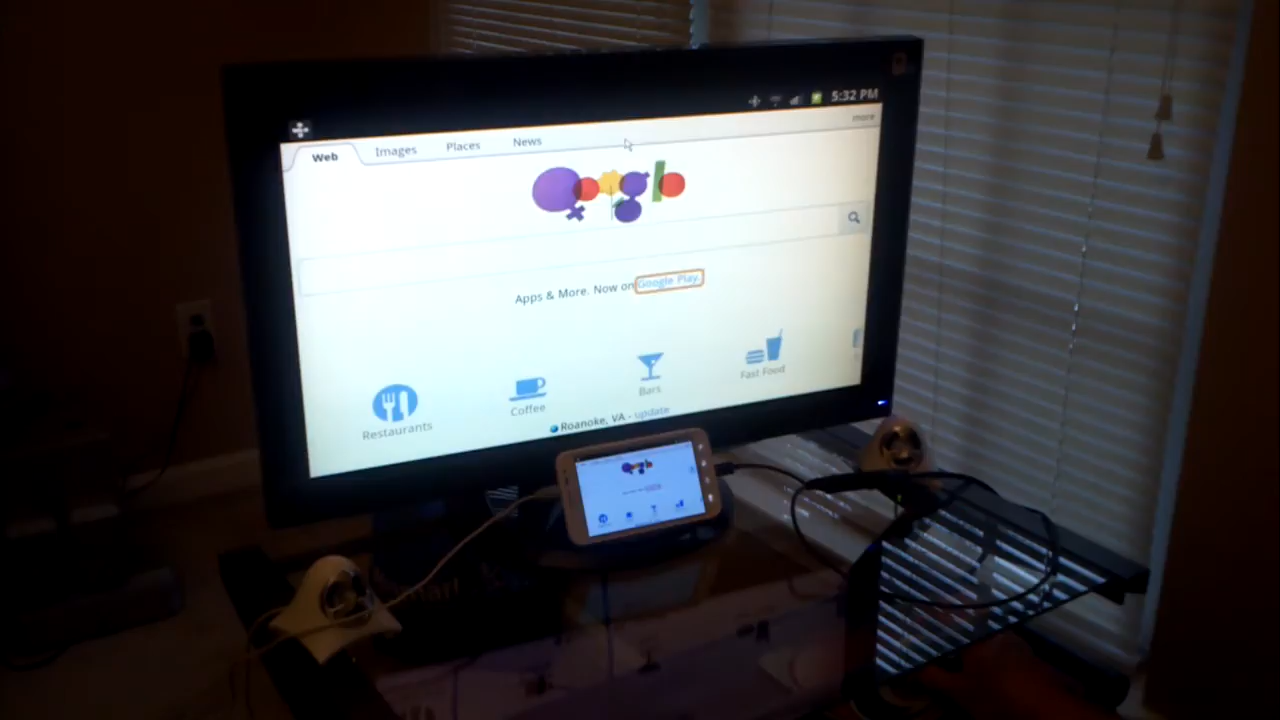 5:32 PM
Web Images Places News more
Google
Apps & More. Now on Google Play.
Restaurants Coffee Bars Fast Food
Roanoke, VA - update